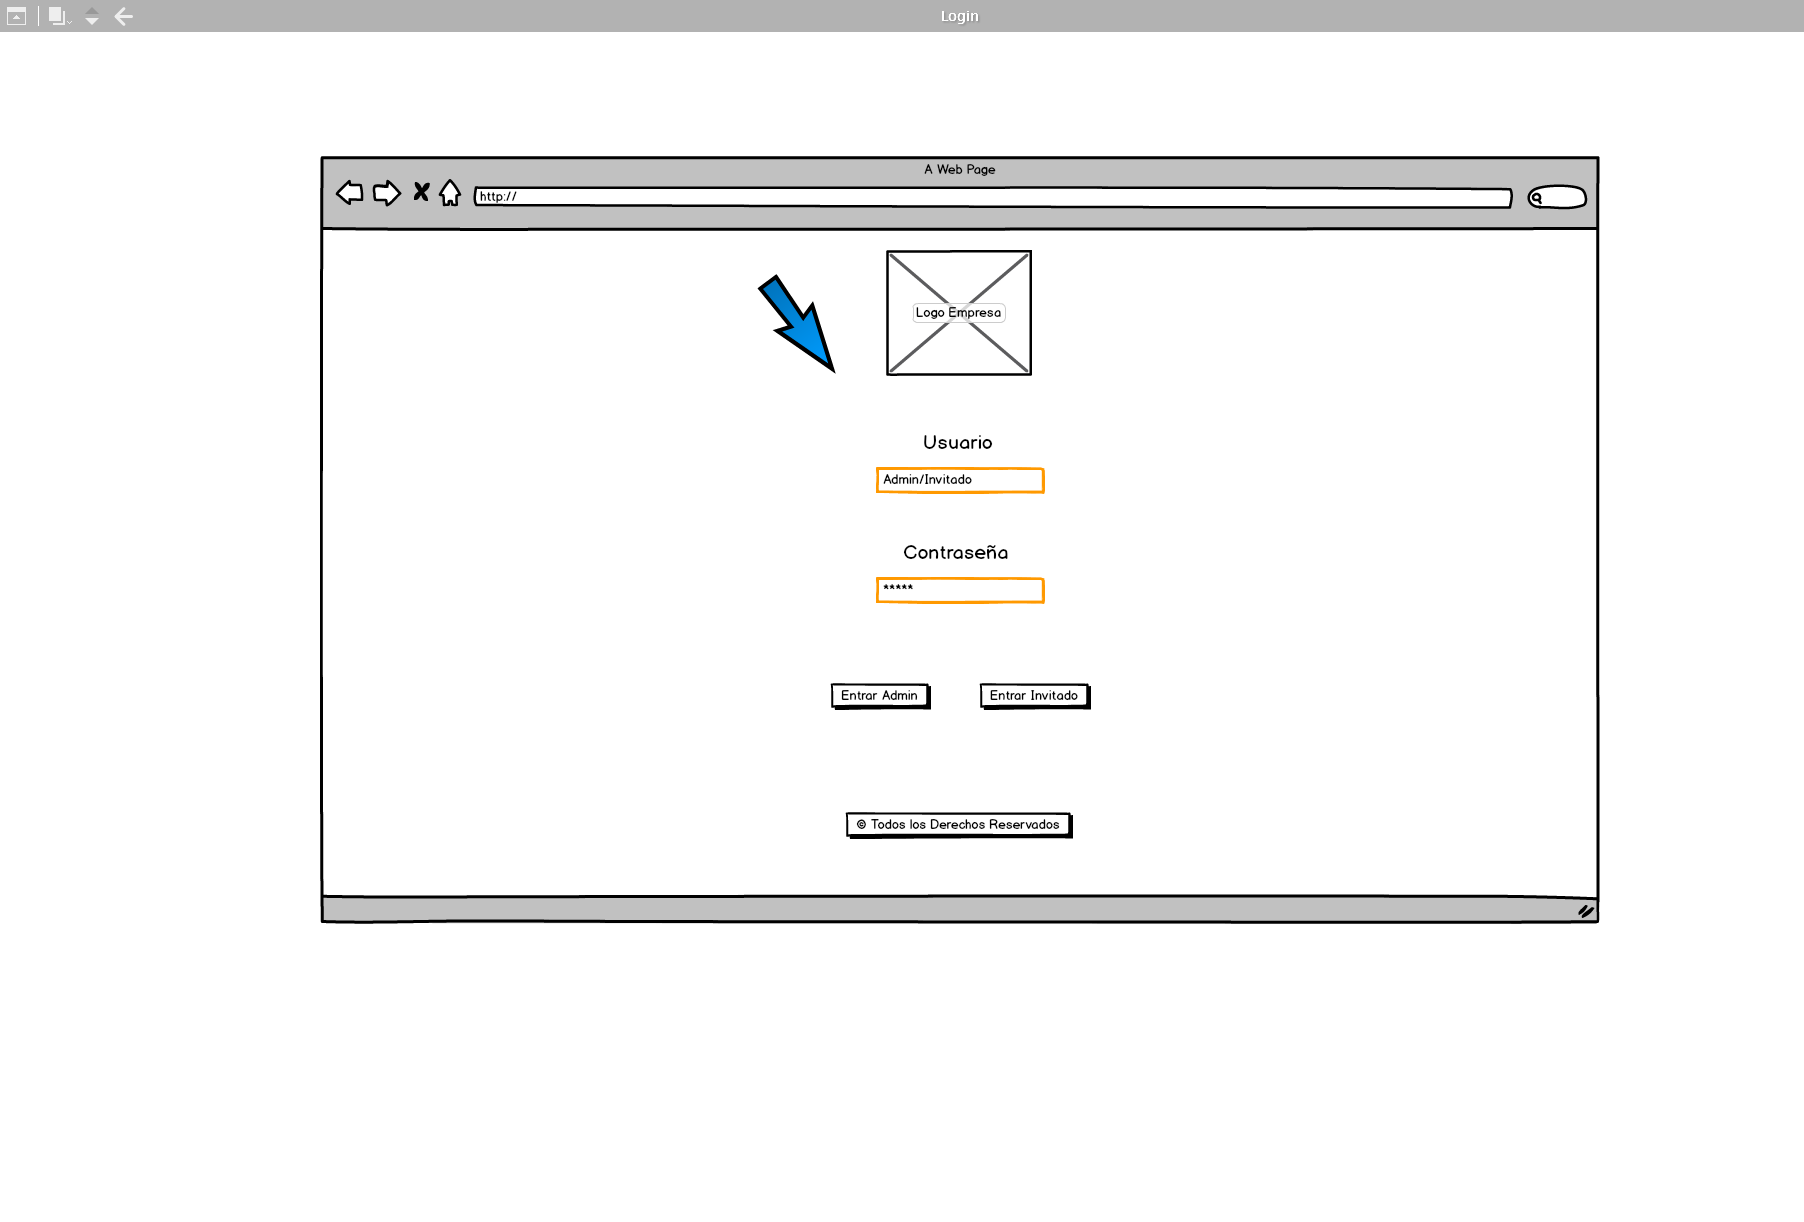 Login
A Web Page
http://
Logo Empresa
Usuario
Admin/Invitado
Contraseña
*****
Entrar Admin
Entrar Invitado
© Todos los Derechos Reservados